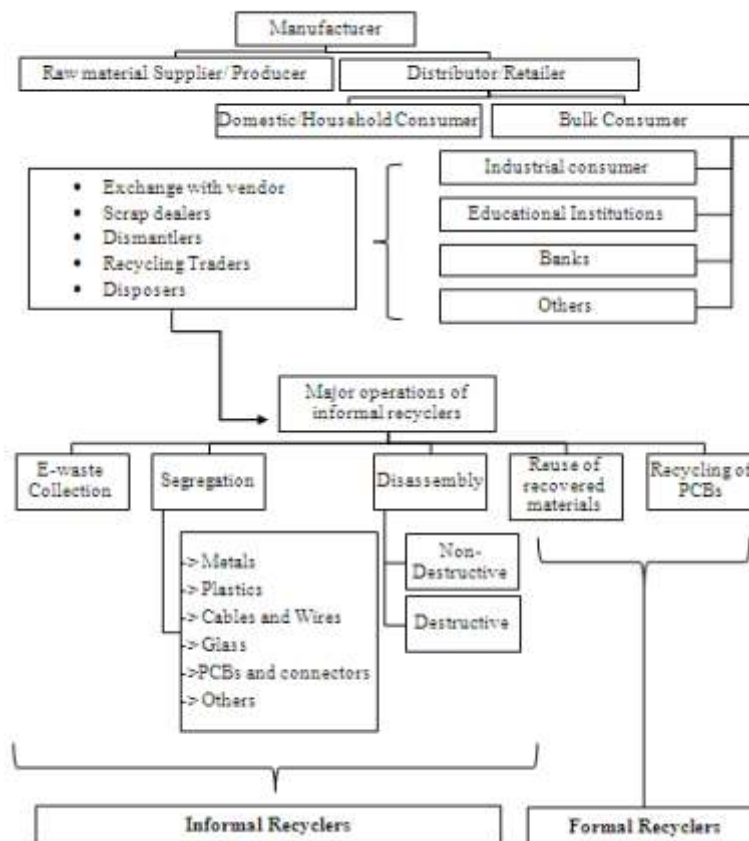 Manufacturer
Raw material Supplier/ Producer
Distributor/Retailer
Domestic/Household Consumer
Bulk Consumer
Industrial consumer
Educational Institutions
Banks
Others
• Exchange with vendor
• Scrap dealers
• Dismantlers
• Recycling Traders
• Disposers
Major operations of
informal recyclers
E-waste
Collection
Segregation
Disassembly
Reuse of
recovered
materials
Recycling of
PCBs
-> Metals
-> Plastics
-> Cables and Wires
-> Glass
->PCBs and connectors
-> Others
Non-
Destructive
Destructive
Informal Recyclers
Formal Recyclers